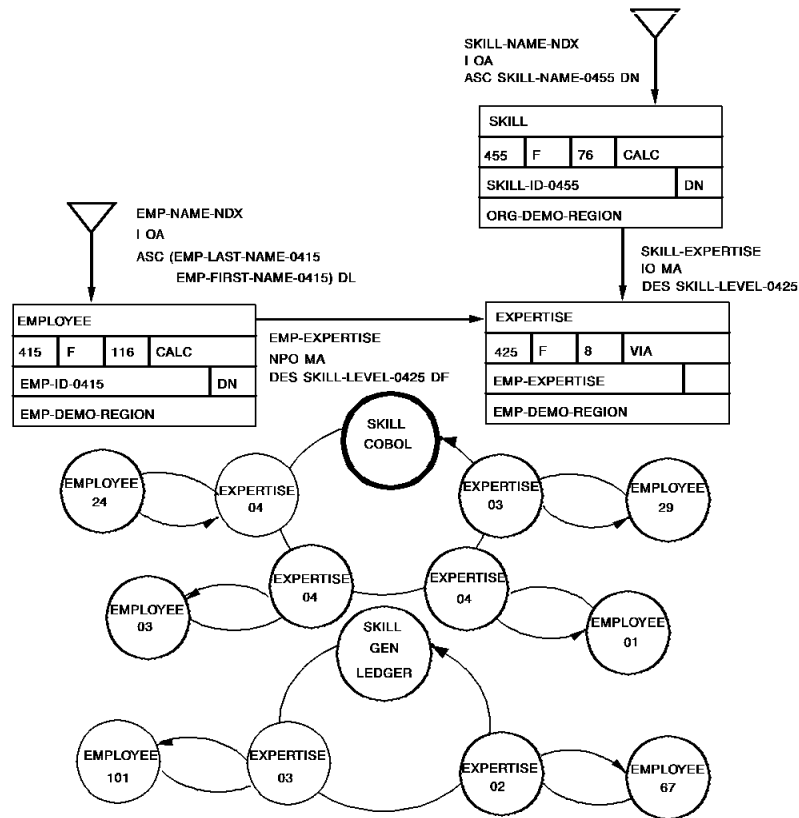 SKILL-NAME-NDX
I OA
ASC SKILL-NAME-0455 DN
SKILL
455 F 76 CALC
SKILL-ID-0455 DN
ORG-DEMO-REGION
EMP-NAME-NDX
I OA
ASC (EMP-LAST-NAME-0415
EMP-FIRST-NAME-0415) DL
SKILL-EXPERTISE
IO MA
DES SKILL-LEVEL-0425
EMPLOYEE
415 F 116 CALC
EMP-ID-0415 DN
EMP-DEMO-REGION
EMP-EXPERTISE
NPO MA
DES SKILL-LEVEL-0425 DF
EXPERTISE
425 F 8 VIA
EMP-EXPERTISE
EMP-DEMO-REGION
SKILL
COBOL
EMPLOYEE
24
EXPERTISE
04
EXPERTISE
03
EMPLOYEE
29
EMPLOYEE
03
EXPERTISE
04
EXPERTISE
04
EMPLOYEE
01
SKILL
GEN
LEDGER
EMPLOYEE
101
EXPERTISE
03
EXPERTISE
02
EMPLOYEE
67